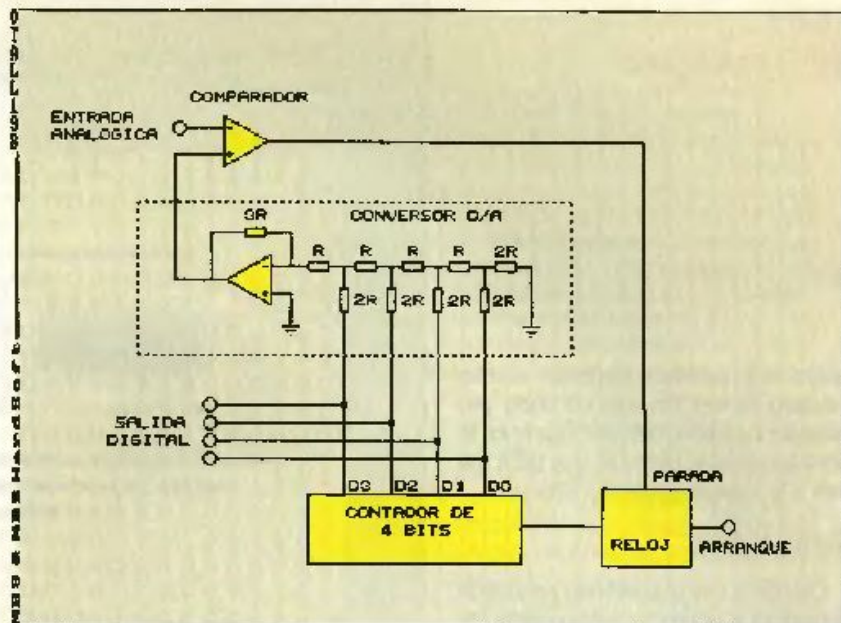 COMPARADOR
ENTRADA
ANALOGICA
CONVERSOR D/A
3R
R R R R 2R
2R 2R 2R 2R
SALIDA
DIGITAL
D3 D2 D1 D0
CONTADOR DE
4 BITS
PARADA
RELOJ
ARRANQUE